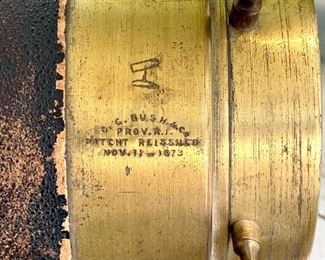 C. G. BUSH & Co
PROV. R.I.
PATENT REISSUED
NOV. 11 - 1873